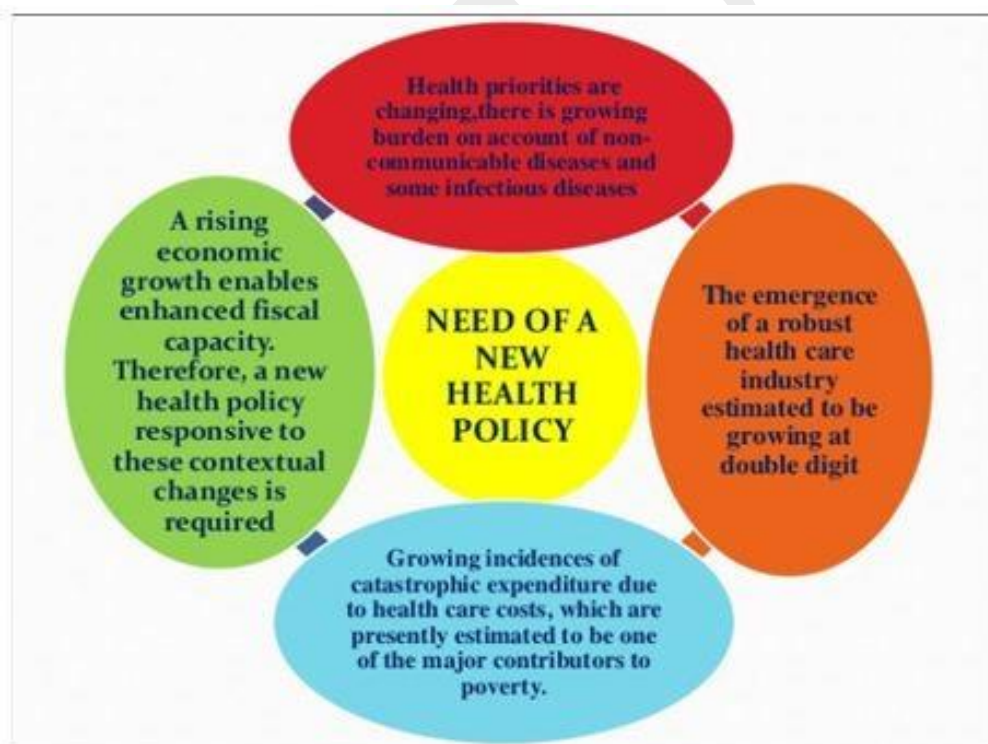 Health priorities are
changing,there is growing
burden on account of non-
communicable diseases and
some infectious diseases
A rising
economic
growth enables
enhanced fiscal
capacity.
Therefore, a new
health policy
responsive to
these contextual
changes is
required
NEED OF A
NEW
HEALTH
POLICY
The emergence
of a robust
health care
industry
estimated to be
growing at
double digit
Growing incidences of
catastrophic expenditure due
to health care costs, which are
presently estimated to be one
of the major contributors to
poverty.